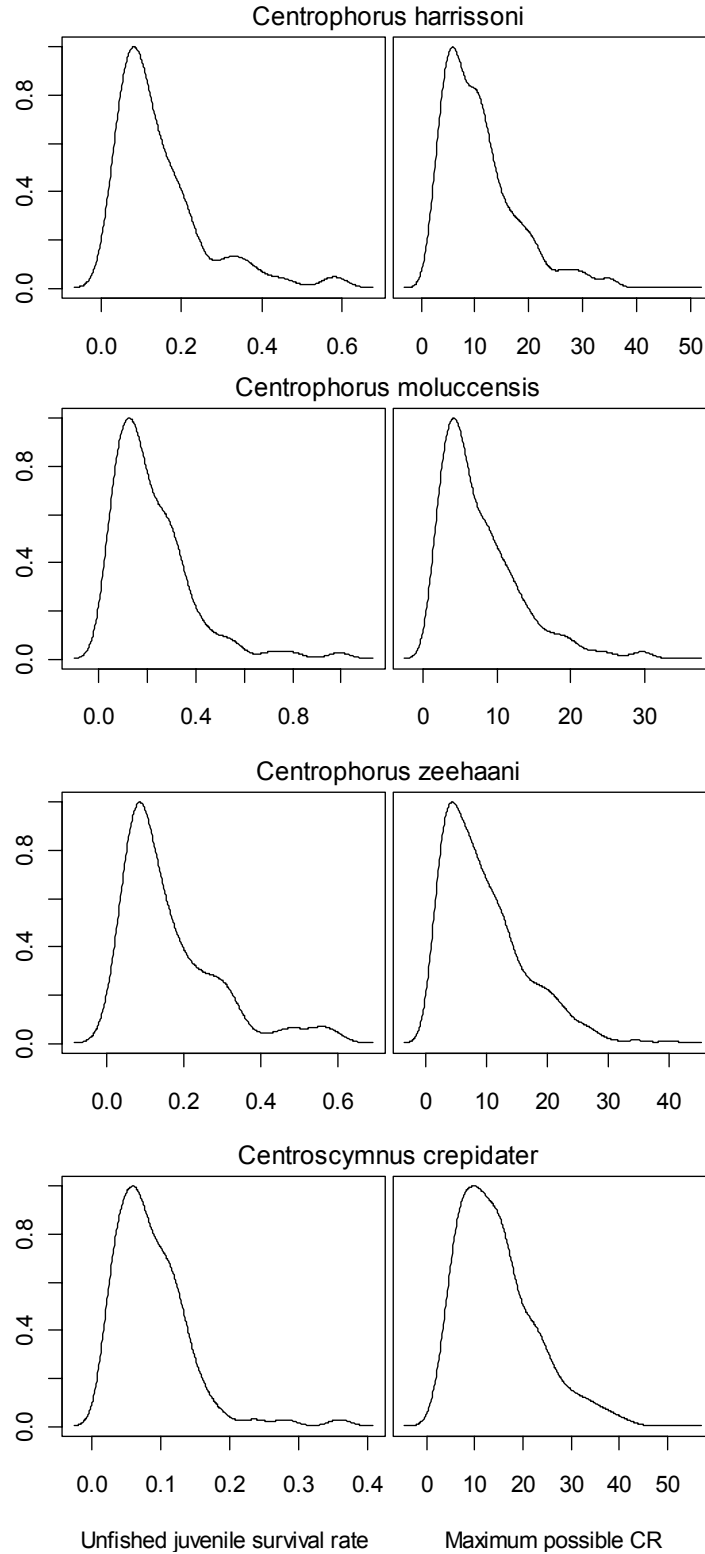 Centrophorus harrissoni
0.8
0.4
0.0
0.0 0.2 0.4 0.6
0 10 20 30 40 50
Centrophorus moluccensis
0.8
0.4
0.0
0.0 0.4 0.8
0 10 20 30
Centrophorus zeehaani
0.8
0.4
0.0
0.0 0.2 0.4 0.6
0 10 20 30 40
Centroscymnus crepidater
0.8
0.4
0.0
0.0 0.1 0.2 0.3 0.4
0 10 20 30 40 50
Unfished juvenile survival rate
Maximum possible CR